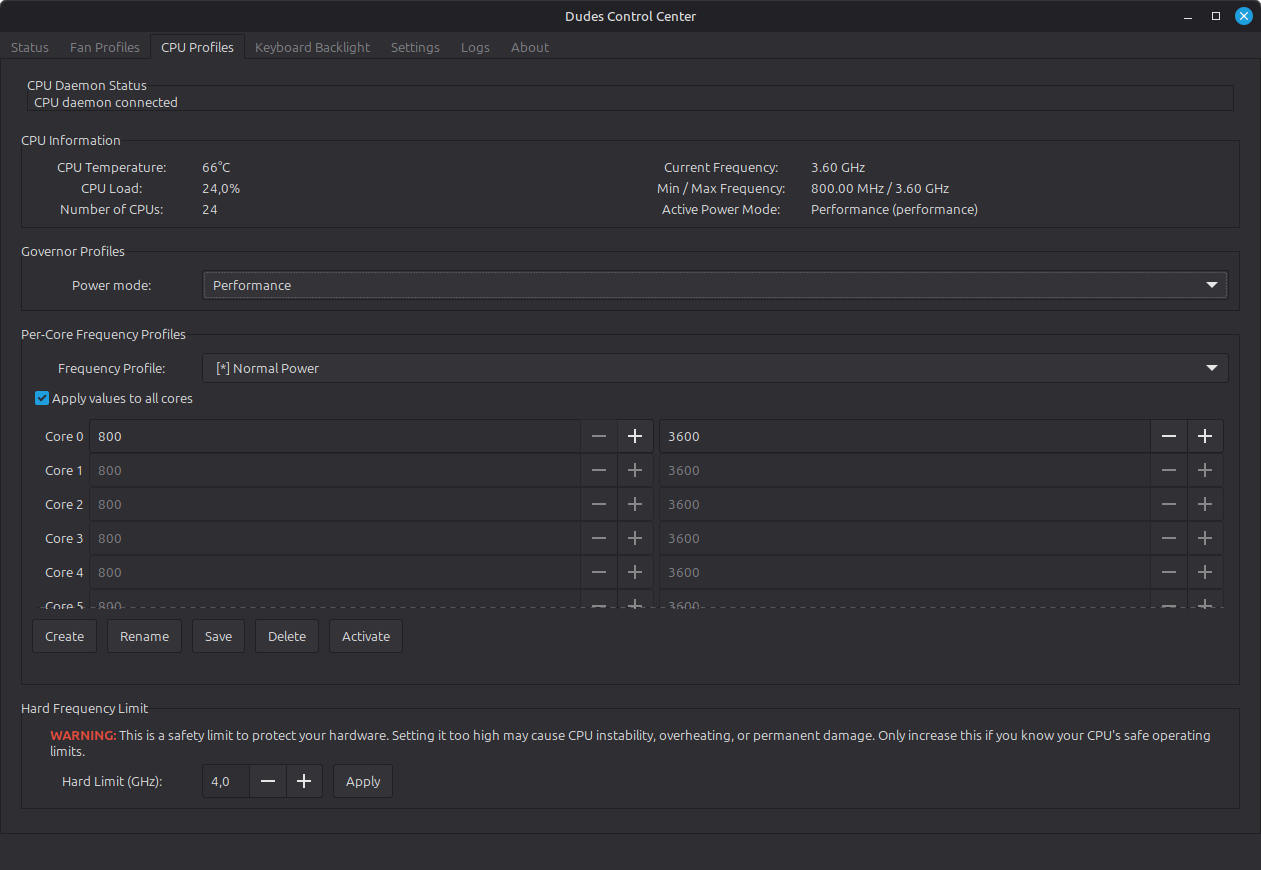 Dudes Control Center
Status Fan Profiles CPU Profiles Keyboard Backlight Settings Logs About
CPU Daemon Status
CPU daemon connected
CPU Information
CPU Temperature: 66°C Current Frequency: 3.60 GHz
CPU Load: 24,0% Min / Max Frequency: 800.00 MHz / 3.60 GHz
Number of CPUs: 24 Active Power Mode: Performance (performance)
Governor Profiles
Power mode: Performance
Per-Core Frequency Profiles
Frequency Profile: [*] Normal Power
Apply values to all cores
Core 0 800 3600
Core 1 800 3600
Core 2 800 3600
Core 3 800 3600
Core 4 800 3600
Core 5 800 3600
Create Rename Save Delete Activate
Hard Frequency Limit
WARNING: This is a safety limit to protect your hardware. Setting it too high may cause CPU instability, overheating, or permanent damage. Only increase this if you know your CPU's safe operating
limits.
Hard Limit (GHz): 4,0 Apply